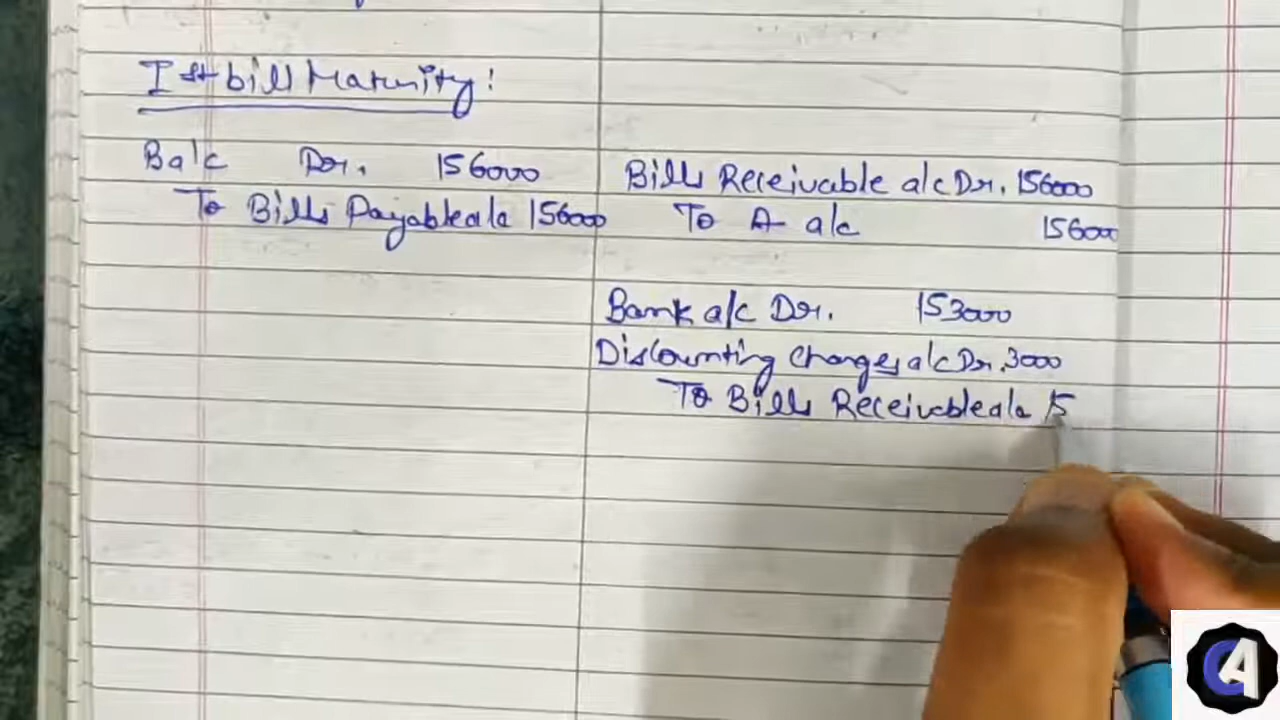 Ist bill Maturity:
B a/c Dr. 156000
To Bills Payable a/c 156000
Bills Receivable a/c Dr. 156000
To A a/c 156000
Bank a/c Dr. 153000
Discounting Charges a/c Dr. 3000
To Bills Receivable a/c 15
CA